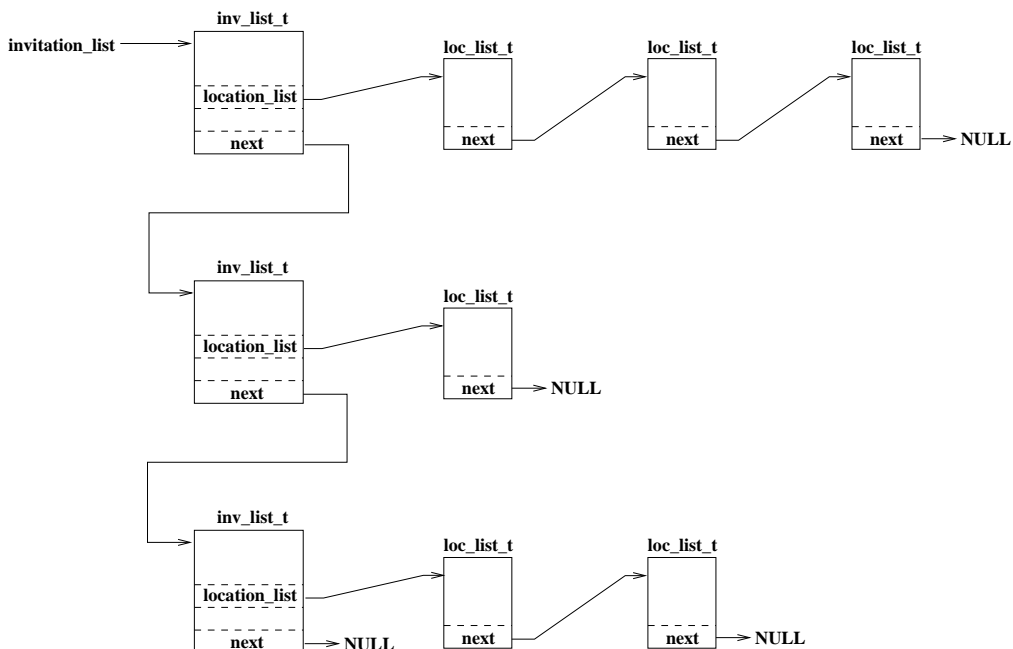 inv_list_t
invitation_list
loc_list_t loc_list_t loc_list_t
location_list
next next next next NULL
inv_list_t
loc_list_t
location_list
next next NULL
inv_list_t
loc_list_t loc_list_t
location_list
next NULL next next NULL